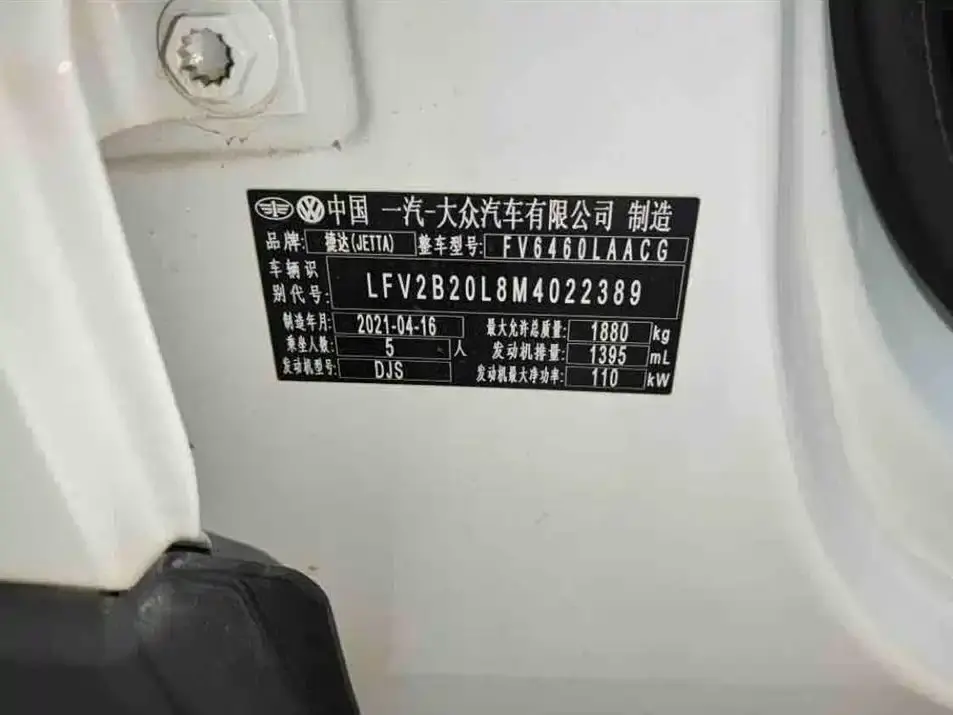 中国 一汽-大众汽车有限公司 制造
品牌: 捷达(JETTA) 整车型号: FV6460LAACG
车辆识
别代号: LFV2B20L8M4022389
制造年月: 2021-04-16 最大允许总质量: 1880 kg
乘坐人数: 5 人 发动机排量: 1395 mL
发动机型号: DJS 发动机最大净功率: 110 kW